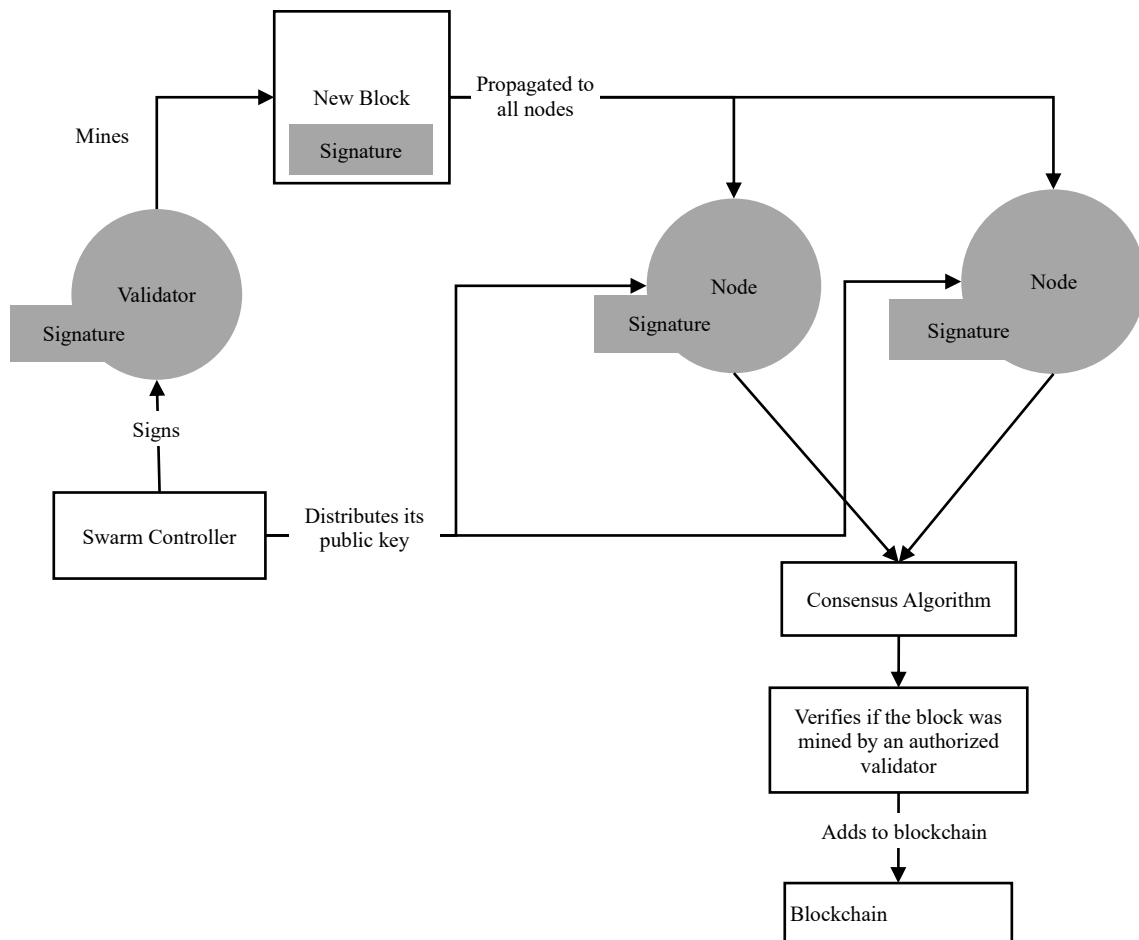 New Block
Signature
Propagated to
all nodes
Mines
Validator
Signature
Node
Signature
Node
Signature
Signs
Swarm Controller
Distributes its
public key
Consensus Algorithm
Verifies if the block was
mined by an authorized
validator
Adds to blockchain
Blockchain